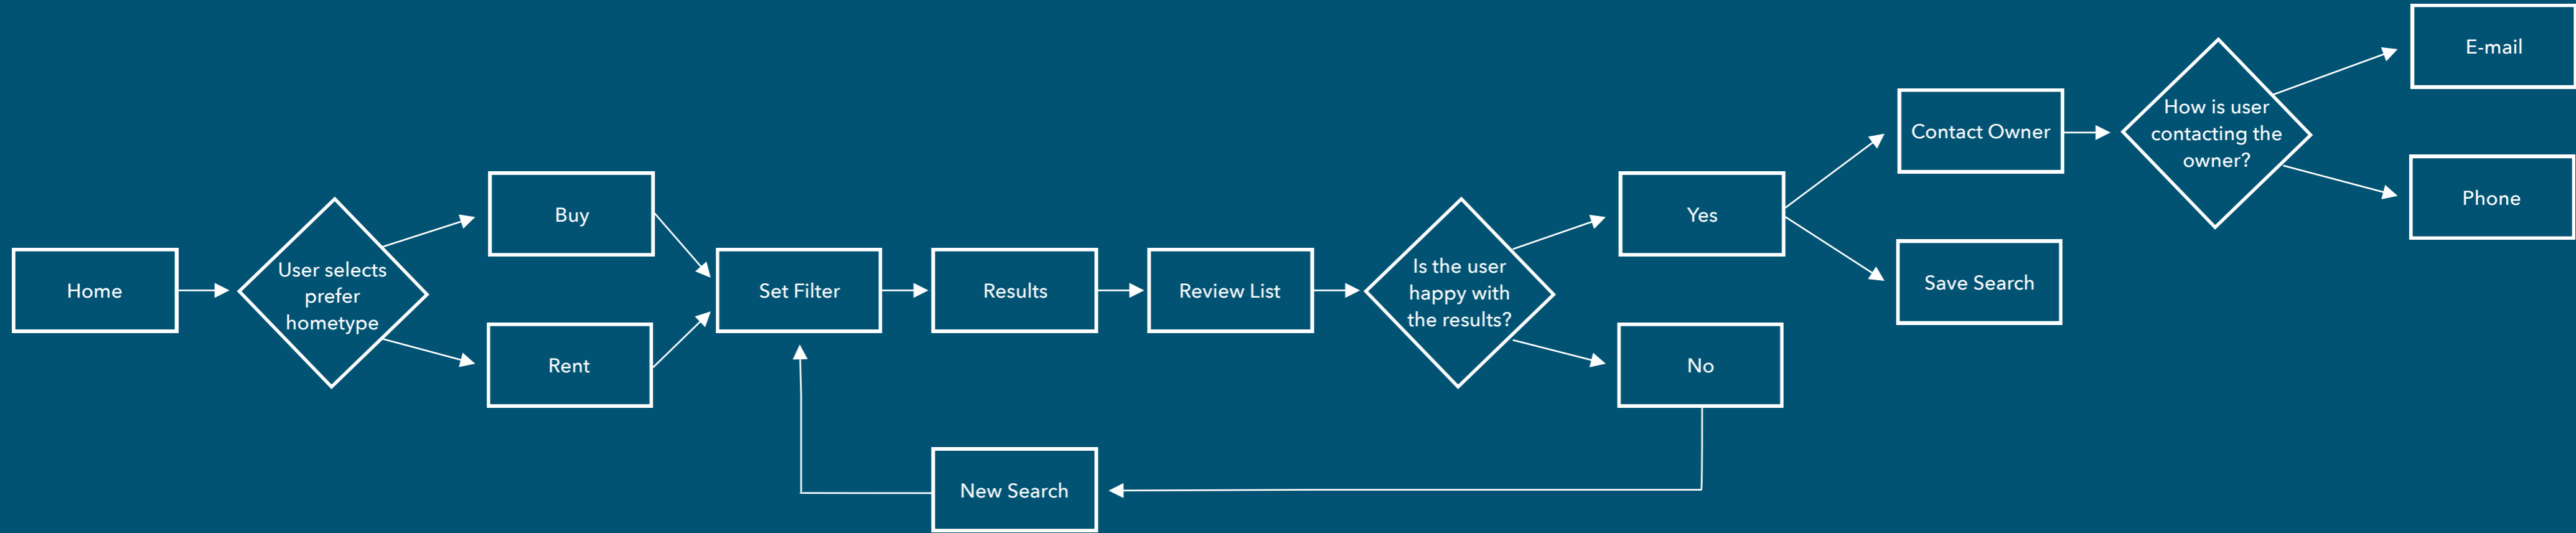 Home
User selects
prefer
hometype
Buy
Rent
Set Filter
Results
Review List
Is the user
happy with
the results?
Yes
No
New Search
Contact Owner
Save Search
How is user
contacting the
owner?
E-mail
Phone